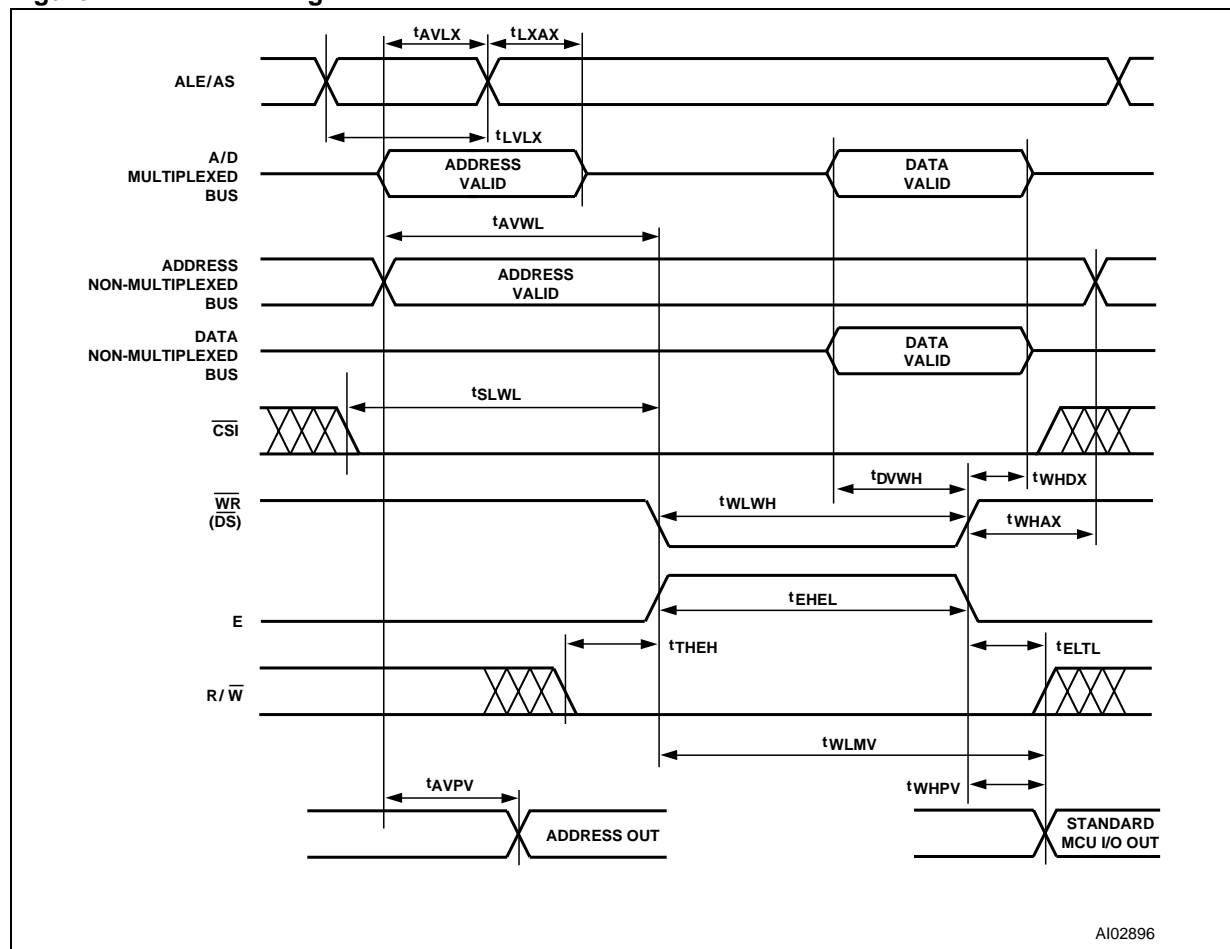 tAVLX tLXAX
ALE/AS
tLVLX
A/D
MULTIPLEXED
BUS
ADDRESS
VALID
DATA
VALID
tAVWL
ADDRESS
NON-MULTIPLEXED
BUS
ADDRESS
VALID
DATA
NON-MULTIPLEXED
BUS
DATA
VALID
tSLWL
CSI
tDVWH tWHDX
WR
(DS)
tWLWH
tWHAX
tEHEL
E
tTHEH tELTL
R/ W
tWLMV
tAVPV tWHPV
ADDRESS OUT
STANDARD
MCU I/O OUT
AI02896